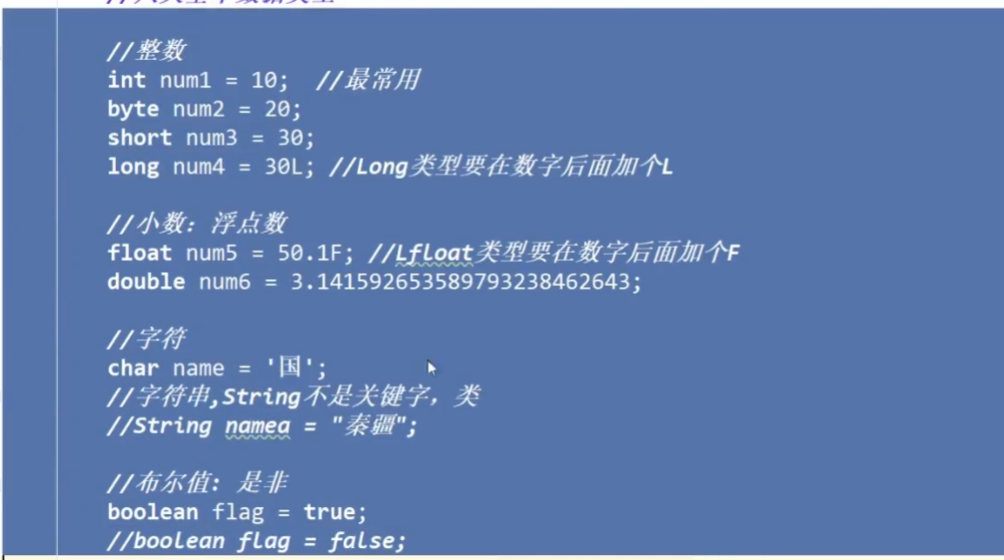 //整数
int num1 = 10;  //最常用
byte num2 = 20;
short num3 = 30;
long num4 = 30L; //Long类型要在数字后面加个L
//小数：浮点数
float num5 = 50.1F; //Lfloat类型要在数字后面加个F
double num6 = 3.141592653589793238462643;
//字符
char name = '国';
//字符串,String不是关键字，类
//String namea = "秦疆";
//布尔值：是非
boolean flag = true;
//boolean flag = false;